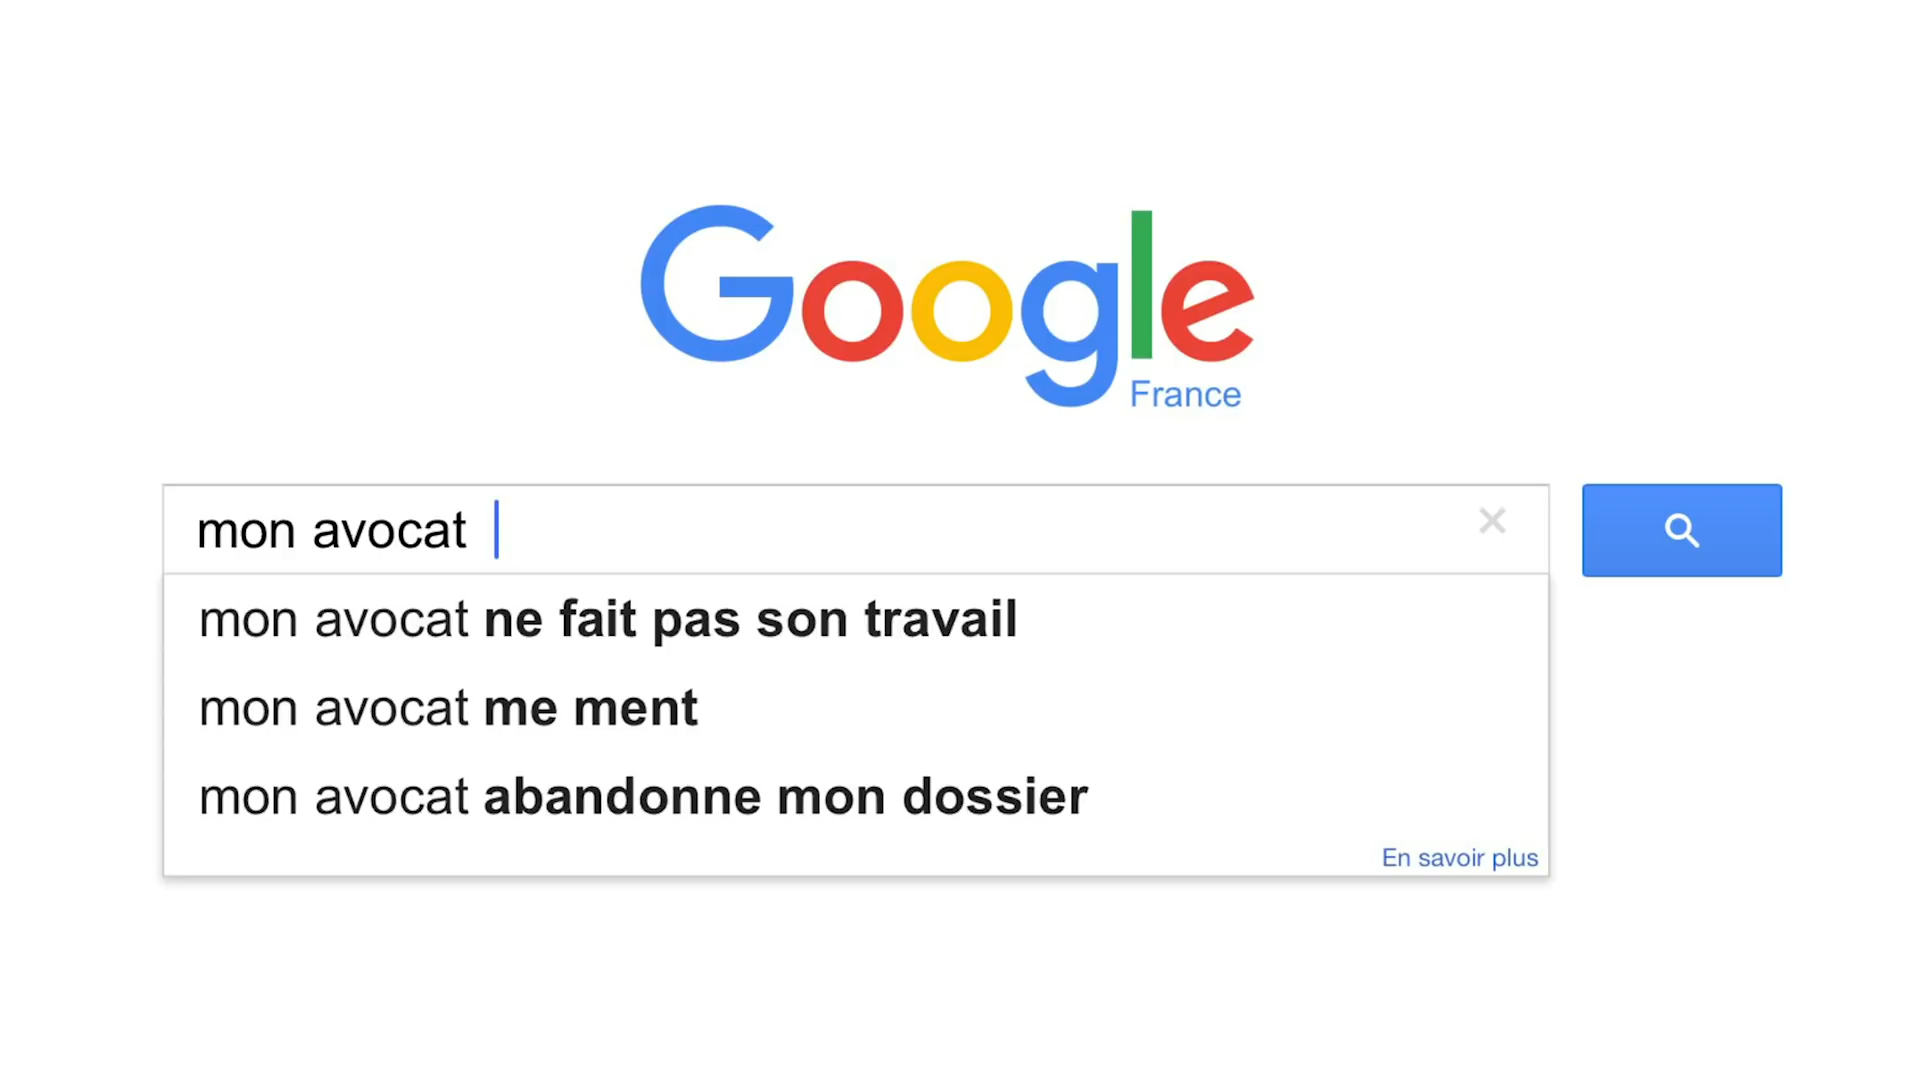 Google
France
mon avocat
mon avocat ne fait pas son travail
mon avocat me ment
mon avocat abandonne mon dossier
En savoir plus